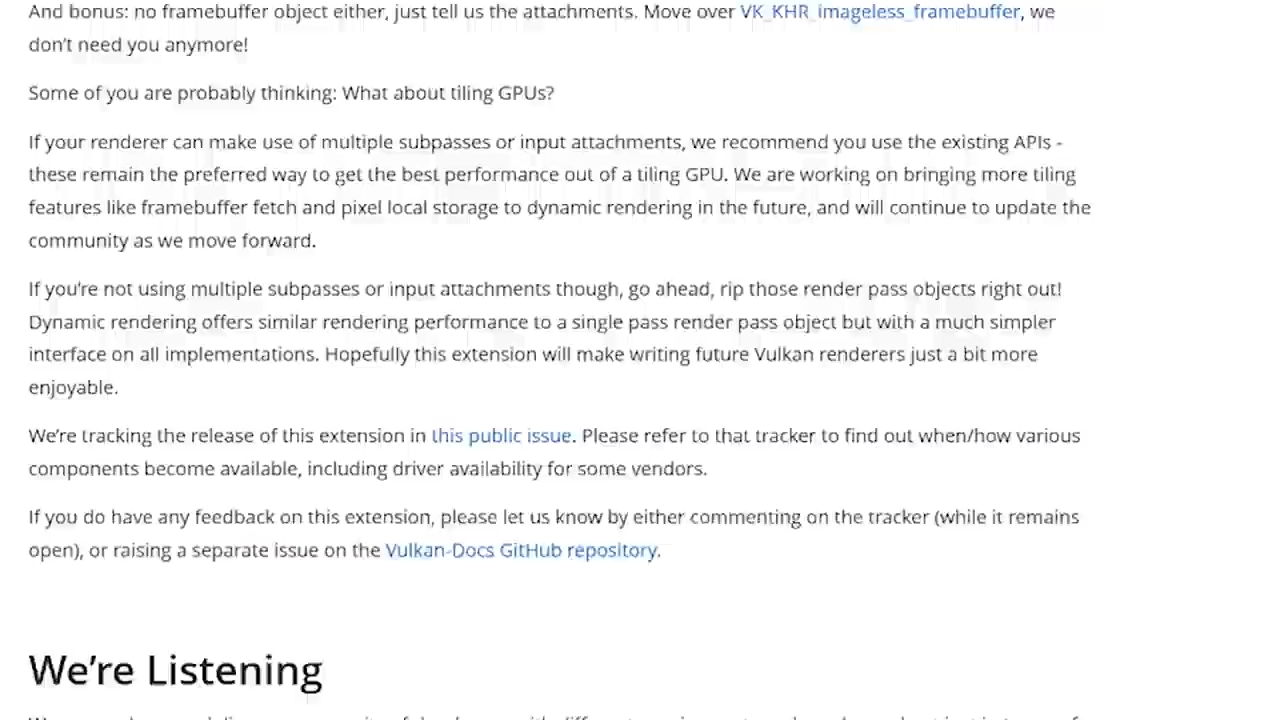 And bonus: no framebuffer object either, just tell us the attachments. Move over VK_KHR_imageless_framebuffer, we
don’t need you anymore!
Some of you are probably thinking: What about tiling GPUs?
If your renderer can make use of multiple subpasses or input attachments, we recommend you use the existing APIs -
these remain the preferred way to get the best performance out of a tiling GPU. We are working on bringing more tiling
features like framebuffer fetch and pixel local storage to dynamic rendering in the future, and will continue to update the
community as we move forward.
If you’re not using multiple subpasses or input attachments though, go ahead, rip those render pass objects right out!
Dynamic rendering offers similar rendering performance to a single pass render pass object but with a much simpler
interface on all implementations. Hopefully this extension will make writing future Vulkan renderers just a bit more
enjoyable.
We’re tracking the release of this extension in this public issue. Please refer to that tracker to find out when/how various
components become available, including driver availability for some vendors.
If you do have any feedback on this extension, please let us know by either commenting on the tracker (while it remains
open), or raising a separate issue on the Vulkan-Docs GitHub repository.
We’re Listening